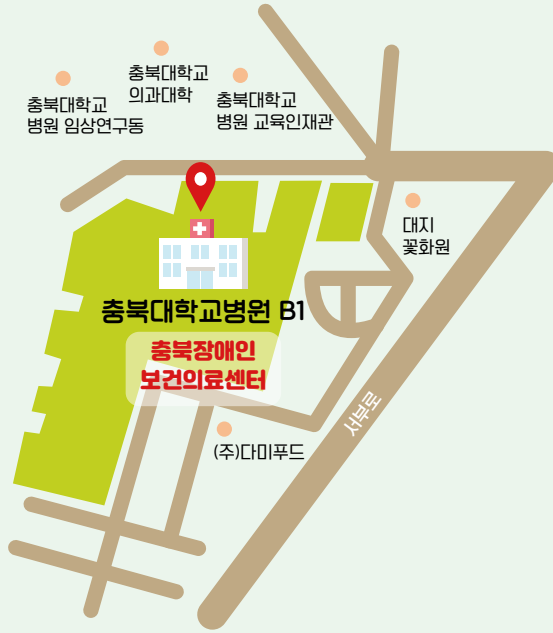 충북대학교
의과대학
충북대학교
병원 임상연구동
충북대학교
병원 교육인재관
대지
꽃화원
충북대학교병원 B1
충북장애인
보건의료센터
서부로
(주)다미푸드